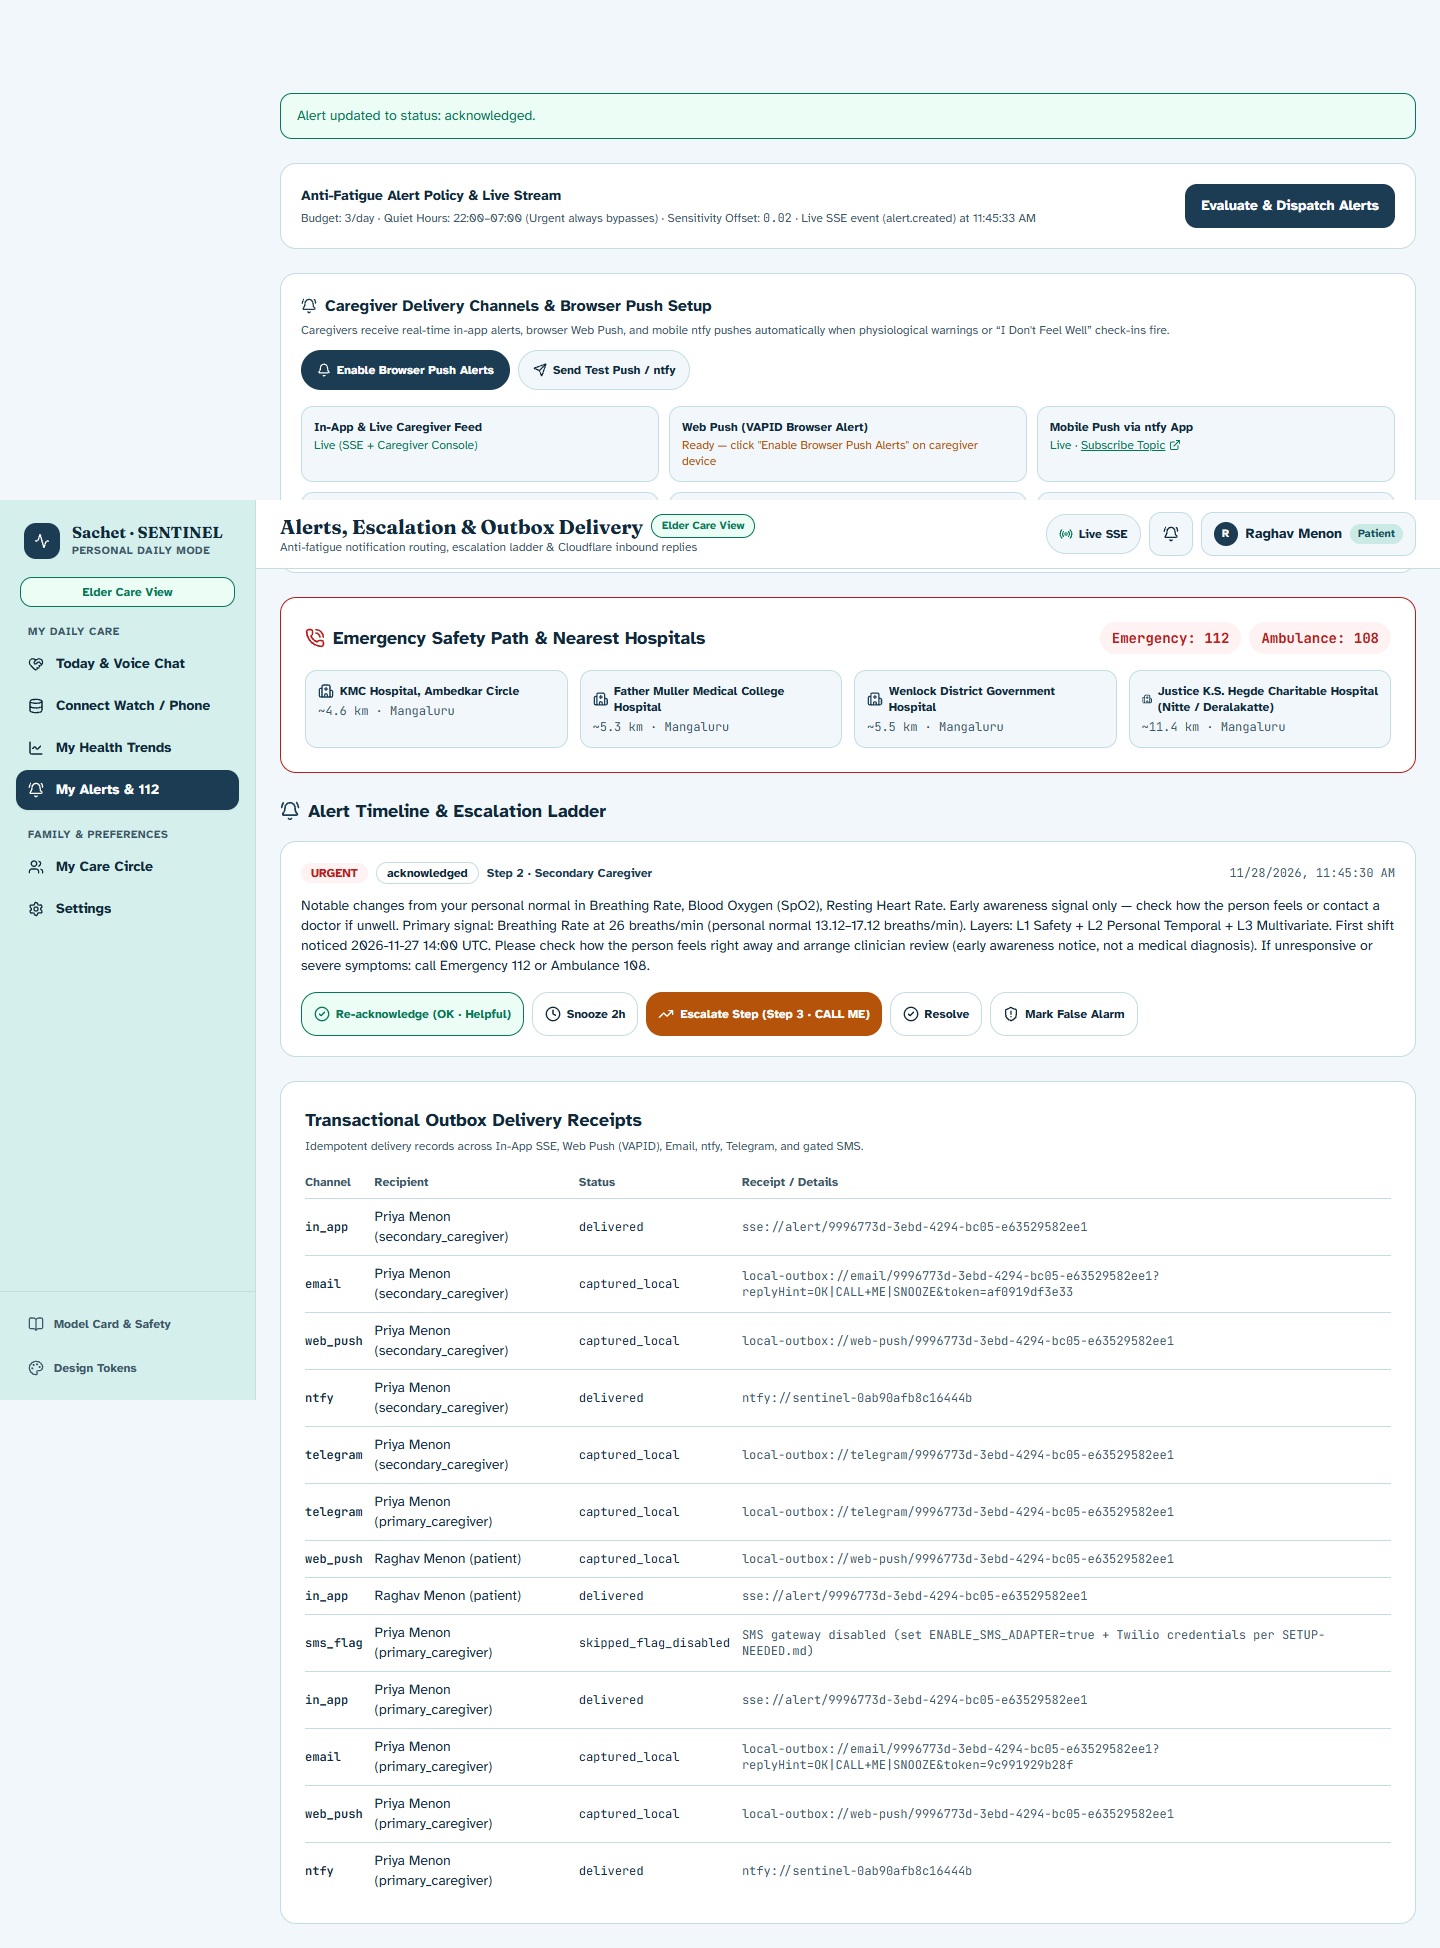 Alert updated to status: acknowledged.
Anti-Fatigue Alert Policy & Live Stream
Budget: 3/day · Quiet Hours: 22:00–07:00 (Urgent always bypasses) · Sensitivity Offset: 0.02 · Live SSE event (alert.created) at 11:45:33 AM
Evaluate & Dispatch Alerts
Caregiver Delivery Channels & Browser Push Setup
Caregivers receive real-time in-app alerts, browser Web Push, and mobile ntfy pushes automatically when physiological warnings or “I Don't Feel Well” check-ins fire.
Enable Browser Push Alerts
Send Test Push / ntfy
In-App & Live Caregiver Feed
Live (SSE + Caregiver Console)
Web Push (VAPID Browser Alert)
Ready — click "Enable Browser Push Alerts" on caregiver
device
Mobile Push via ntfy App
Live · Subscribe Topic
Sachet · SENTINEL
PERSONAL DAILY MODE
Elder Care View
MY DAILY CARE
Today & Voice Chat
Connect Watch / Phone
My Health Trends
My Alerts & 112
FAMILY & PREFERENCES
My Care Circle
Settings
Model Card & Safety
Design Tokens
Alerts, Escalation & Outbox Delivery
Elder Care View
Anti-fatigue notification routing, escalation ladder & Cloudflare inbound replies
Live SSE
R
Raghav Menon
Patient
Emergency Safety Path & Nearest Hospitals
Emergency: 112
Ambulance: 108
KMC Hospital, Ambedkar Circle
~4.6 km · Mangaluru
Father Muller Medical College
Hospital
~5.3 km · Mangaluru
Wenlock District Government
Hospital
~5.5 km · Mangaluru
Justice K.S. Hegde Charitable Hospital
(Nitte / Deralakatte)
~11.4 km · Mangaluru
Alert Timeline & Escalation Ladder
URGENT
acknowledged
Step 2 · Secondary Caregiver
11/28/2026, 11:45:30 AM
Notable changes from your personal normal in Breathing Rate, Blood Oxygen (SpO2), Resting Heart Rate. Early awareness signal only — check how the person feels or contact a
doctor if unwell. Primary signal: Breathing Rate at 26 breaths/min (personal normal 13.12–17.12 breaths/min). Layers: L1 Safety + L2 Personal Temporal + L3 Multivariate. First shift
noticed 2026-11-27 14:00 UTC. Please check how the person feels right away and arrange clinician review (early awareness notice, not a medical diagnosis). If unresponsive or
severe symptoms: call Emergency 112 or Ambulance 108.
Re-acknowledge (OK · Helpful)
Snooze 2h
Escalate Step (Step 3 · CALL ME)
Resolve
Mark False Alarm
Transactional Outbox Delivery Receipts
Idempotent delivery records across In-App SSE, Web Push (VAPID), Email, ntfy, Telegram, and gated SMS.
Channel Recipient Status Receipt / Details
in_app Priya Menon (secondary_caregiver) delivered sse://alert/9996773d-3ebd-4294-bc05-e63529582ee1
email Priya Menon (secondary_caregiver) captured_local local-outbox://email/9996773d-3ebd-4294-bc05-e63529582ee1?
replyHint=OK|CALL+ME|SNOOZE&token=af0919df3e33
web_push Priya Menon (secondary_caregiver) captured_local local-outbox://web-push/9996773d-3ebd-4294-bc05-e63529582ee1
ntfy Priya Menon (secondary_caregiver) delivered ntfy://sentinel-0ab90afb8c16444b
telegram Priya Menon (secondary_caregiver) captured_local local-outbox://telegram/9996773d-3ebd-4294-bc05-e63529582ee1
telegram Priya Menon (primary_caregiver) captured_local local-outbox://telegram/9996773d-3ebd-4294-bc05-e63529582ee1
web_push Raghav Menon (patient) captured_local local-outbox://web-push/9996773d-3ebd-4294-bc05-e63529582ee1
in_app Raghav Menon (patient) delivered sse://alert/9996773d-3ebd-4294-bc05-e63529582ee1
sms_flag Priya Menon (primary_caregiver) skipped_flag_disabled SMS gateway disabled (set ENABLE_SMS_ADAPTER=true + Twilio credentials per SETUP-
NEEDED.md)
in_app Priya Menon (primary_caregiver) delivered sse://alert/9996773d-3ebd-4294-bc05-e63529582ee1
email Priya Menon (primary_caregiver) captured_local local-outbox://email/9996773d-3ebd-4294-bc05-e63529582ee1?
replyHint=OK|CALL+ME|SNOOZE&token=9c991929b28f
web_push Priya Menon (primary_caregiver) captured_local local-outbox://web-push/9996773d-3ebd-4294-bc05-e63529582ee1
ntfy Priya Menon (primary_caregiver) delivered ntfy://sentinel-0ab90afb8c16444b